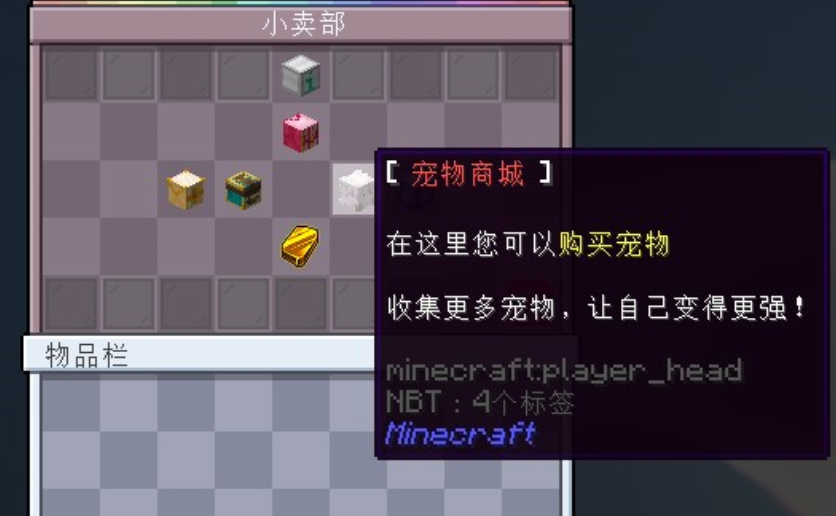 小卖部
[ 宠物商城 ]
在这里您可以购买宠物
收集更多宠物，让自己变得更强！
物品栏
minecraft:player_head
NBT：4个标签
Minecraft